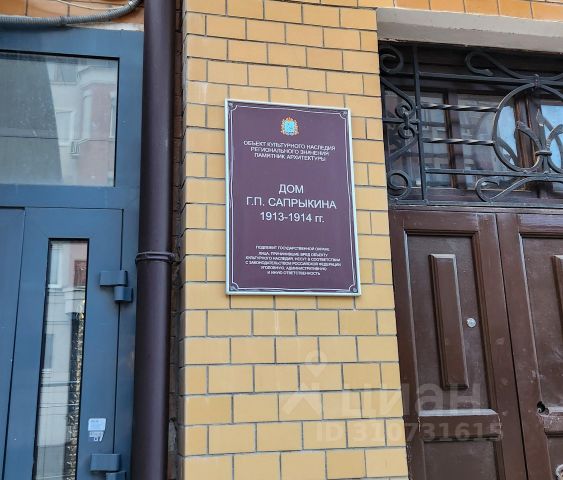 ОБЪЕКТ КУЛЬТУРНОГО НАСЛЕДИЯ
РЕГИОНАЛЬНОГО ЗНАЧЕНИЯ
ПАМЯТНИК АРХИТЕКТУРЫ
ДОМ
Г.П. САПРЫКИНА
1913-1914 гг.
ПОДЛЕЖИТ ГОСУДАРСТВЕННОЙ ОХРАНЕ.
ЛИЦА, ПРИЧИНИВШИЕ ВРЕД ОБЪЕКТУ
КУЛЬТУРНОГО НАСЛЕДИЯ, НЕСУТ В СООТВЕТСТВИИ
С ЗАКОНОДАТЕЛЬСТВОМ РОССИЙСКОЙ ФЕДЕРАЦИИ
УГОЛОВНУЮ, АДМИНИСТРАТИВНУЮ
И ИНУЮ ОТВЕТСТВЕННОСТЬ
ЦИАН
ID 310731615